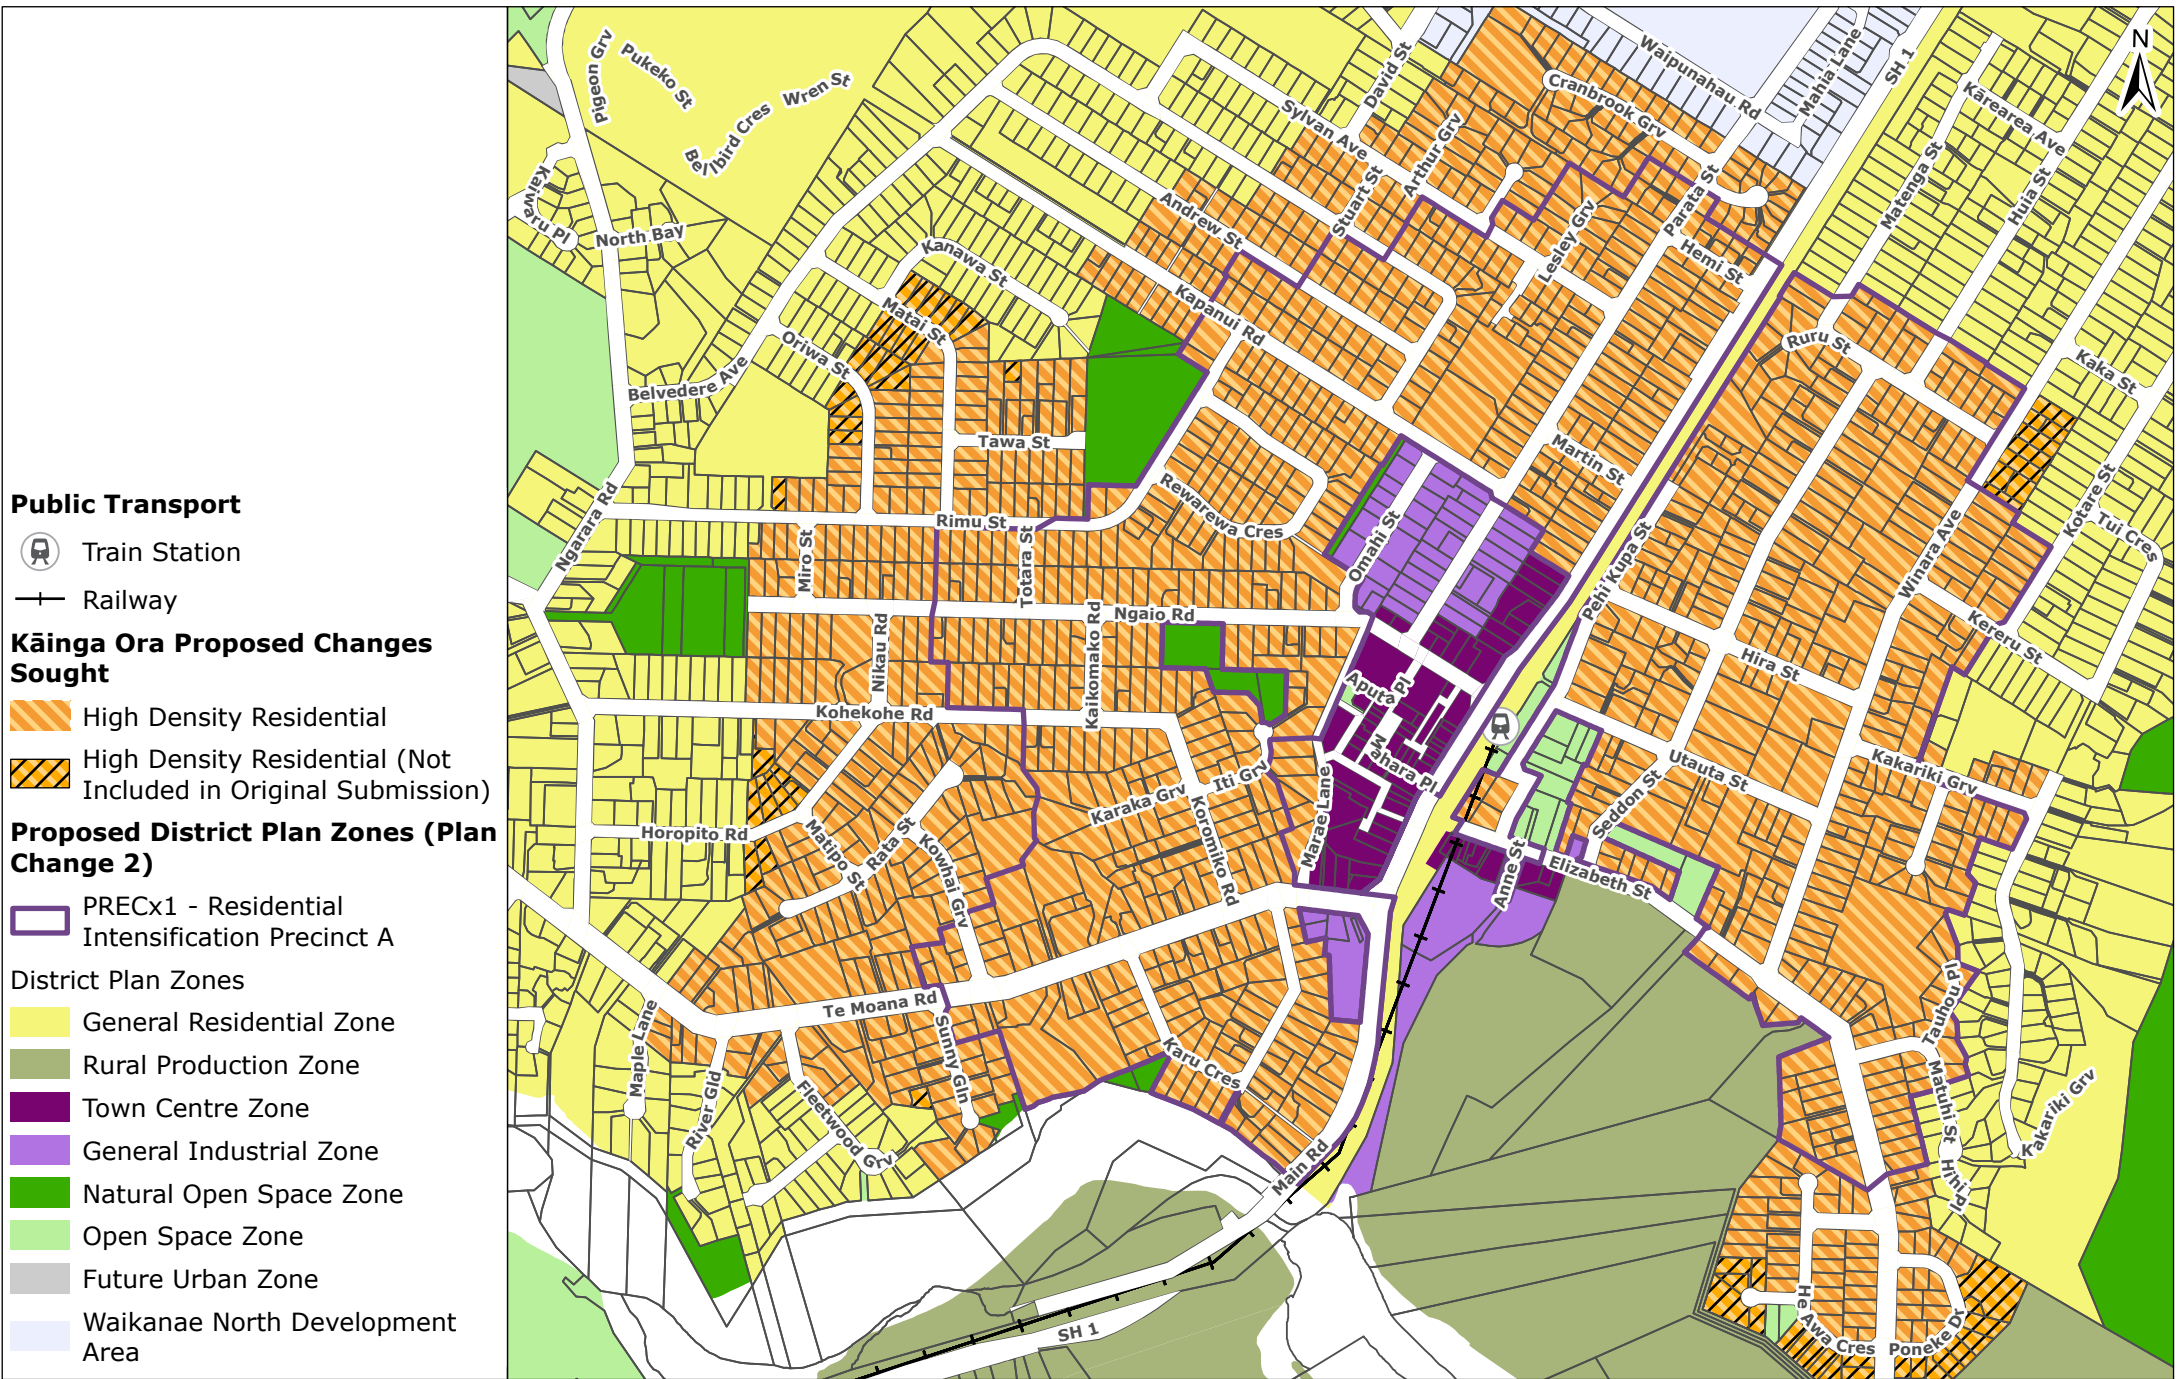 Public Transport
Train Station
Railway
Kāinga Ora Proposed Changes
Sought
High Density Residential
High Density Residential (Not
Included in Original Submission)
Proposed District Plan Zones (Plan
Change 2)
PRECx1 - Residential
Intensification Precinct A
District Plan Zones
General Residential Zone
Rural Production Zone
Town Centre Zone
General Industrial Zone
Natural Open Space Zone
Open Space Zone
Future Urban Zone
Waikanae North Development
Area
N
Pigeon Grv
Pukeko St
Wren St
Bellbird Cres
Kaiwaru Pl
North Bay
Belvedere Ave
Ngarara Rd
Kanawa St
Matai St
Oriwa St
Tawa St
Rimu St
Miro St
Totara St
Sylvan Ave
David St
Arthur Grv
Stuart St
Andrew St
Kapanui Rd
Cranbrook Grv
Waipunahau Rd
Mahia Lane
SH 1
Parata St
Lesley Grv
Hemi St
Martin St
Rewarewa Cres
Omahi St
Kārearea Ave
Matenga St
Huia St
Ruru St
Kaka St
Kotare St
Tui Cres
Winara Ave
Kereru St
Pehi Kupa St
Hira St
Utauta St
Seddon St
Kakariki Grv
Ngaio Rd
Nikau Rd
Kaikomako Rd
Kohekohe Rd
Aputa Pl
Mahara Pl
Marae Lane
Iti Grv
Karaka Grv
Koromiko Rd
Horopito Rd
Matipo St
Rata St
Kowhai Grv
Anne St
Elizabeth St
Te Moana Rd
Maple Lane
River Gld
Fleetwood Grv
Sunny Gln
Karu Cres
Main Rd
SH 1
Tauhou Pl
Matuhi St
Hihi Pl
Kakariki Grv
He Awa Cres
Poneke Dr